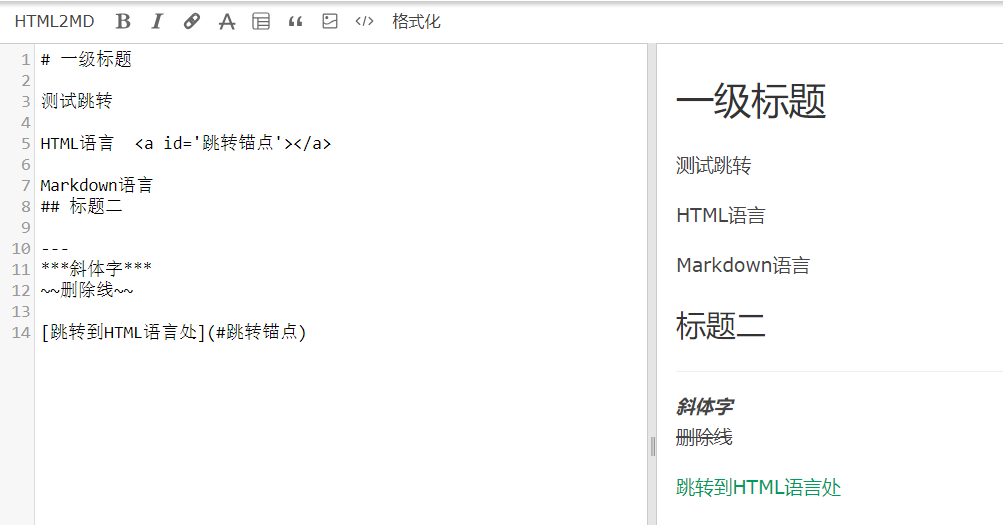 HTML2MD B I A 格式化
1 # 一级标题
2
3 测试跳转
4
5 HTML语言  <a id='跳转锚点'></a>
6
7 Markdown语言
8 ## 标题二
9
10 ---
11 ***斜体字***
12 ~~删除线~~
13
14 [跳转到HTML语言处](#跳转锚点)
一级标题
测试跳转
HTML语言
Markdown语言
标题二
斜体字
删除线
跳转到HTML语言处